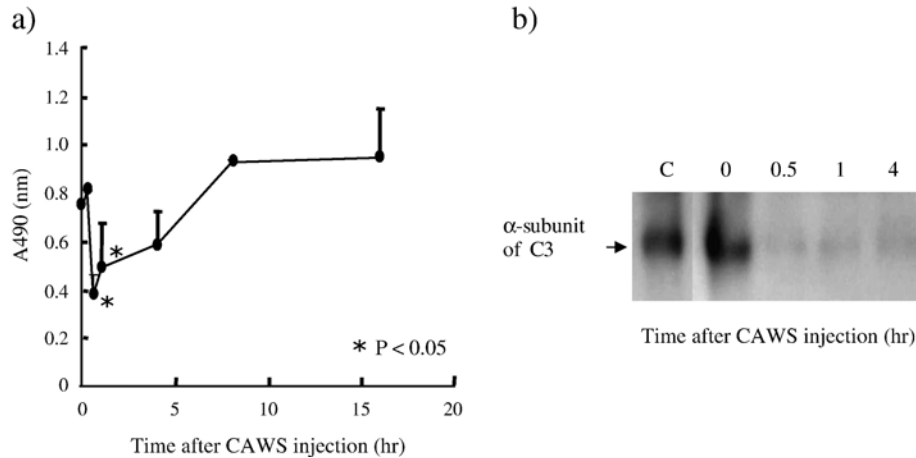 a)
1.4
1.2
1.0
0.8
0.6
0.4
0.2
0
A490 (nm)
*
*
* P < 0.05
0 5 10 15 20
Time after CAWS injection (hr)
b)
C 0 0.5 1 4
α-subunit
of C3
Time after CAWS injection (hr)